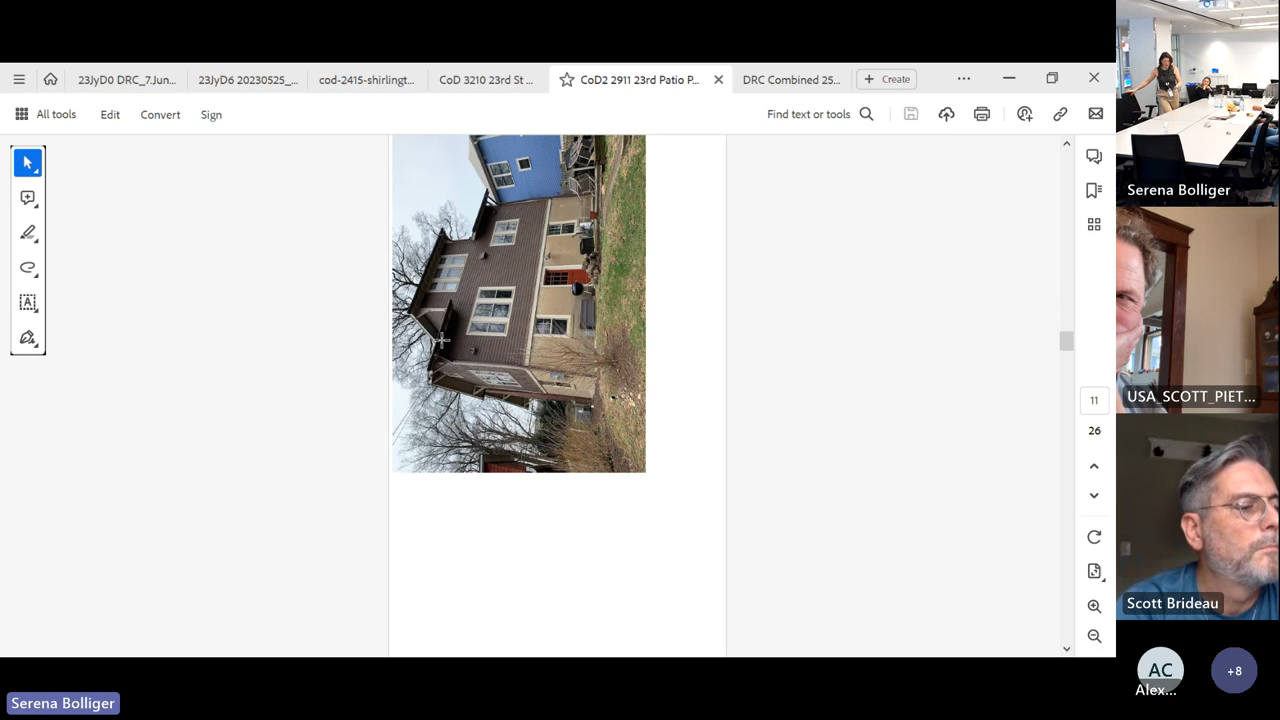 23JyD0 DRC_7.Jun...
23JyD6 20230525_...
cod-2415-shirlingt...
CoD 3210 23rd St ...
CoD2 2911 23rd Patio P...
DRC Combined 25...
Create
All tools
Edit
Convert
Sign
Find text or tools
11
26
Serena Bolliger
USA_SCOTT_PIET...
Scott Brideau
AC
Alex...
+8
Serena Bolliger